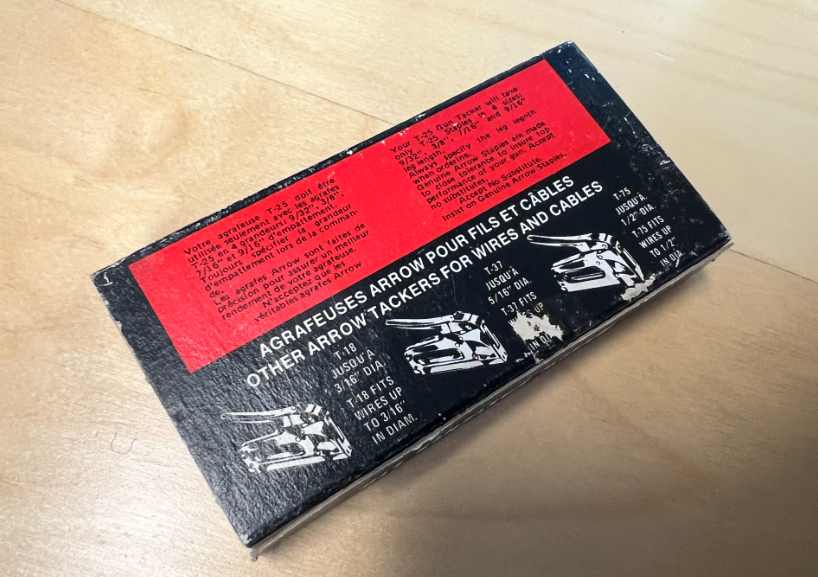 Votre agrafeuse T-25 doit être
utilisée seulement avec les agrafes
T-25 en 4 grandeurs: 9/32", 3/8",
7/16" et 9/16" d'empattement.
Toujours spécifier la grandeur
d'empattement lors de la comman-
de.
Les agrafes Arrow sont faites de
précision pour assurer un meilleur
rendement de votre agrafeuse.
N'acceptez que les
véritables agrafes Arrow
Your T-25 Gun Tacker will take
only T-25 Staples in 4 sizes:
9/32", 3/8", 7/16" and 9/16"
leg length.
Always specify the leg length
when ordering.
Genuine Arrow Staples are made
to close tolerance to insure top
performance of your gun. Accept
no substitutes.
Accept No Substitute.
Insist on Genuine Arrow Staples.
AGRAFEUSES ARROW POUR FILS ET CÂBLES
OTHER ARROW TACKERS FOR WIRES AND CABLES
T-18
JUSQU'À
3/16" DIA.
T-18 FITS
WIRES UP
TO 3/16"
IN DIAM.
T-37
JUSQU'À
5/16" DIA.
T-37 FITS
UP
IN
T-75
JUSQU'À
1/2" DIA.
T-75 FITS
WIRES UP
TO 1/2"
IN DIA